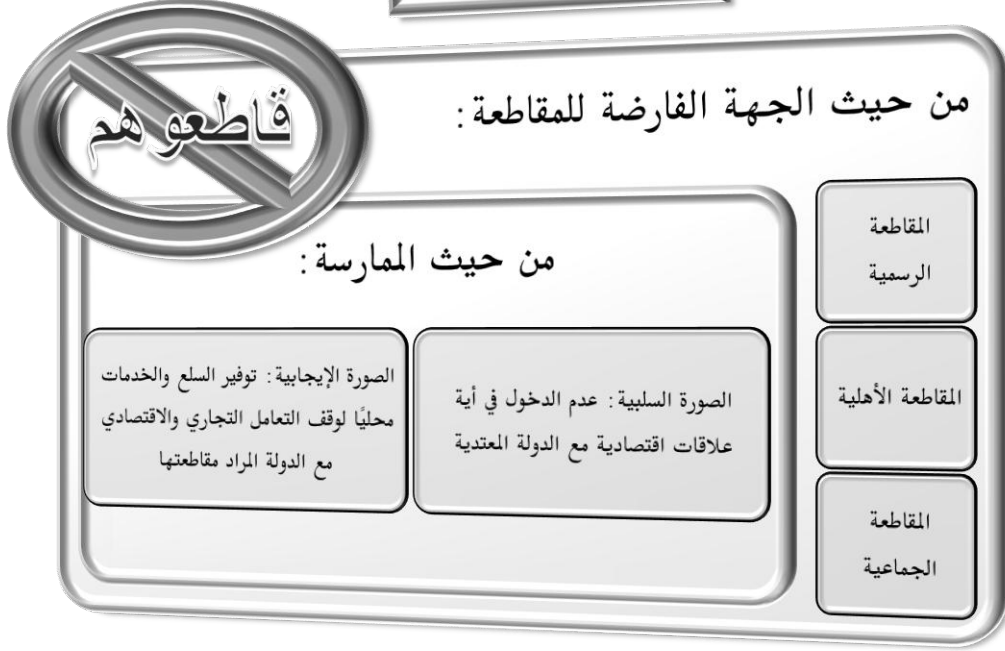 قاطعوهم
من حيث الجهة الفارضة للمقاطعة:
المقاطعة
الرسمية
المقاطعة الأهلية
المقاطعة
الجماعية
من حيث الممارسة:
الصورة السلبية: عدم الدخول في أية
علاقات اقتصادية مع الدولة المعتدية
الصورة الإيجابية: توفير السلع والخدمات
محليًا لوقف التعامل التجاري والاقتصادي
مع الدولة المراد مقاطعتها